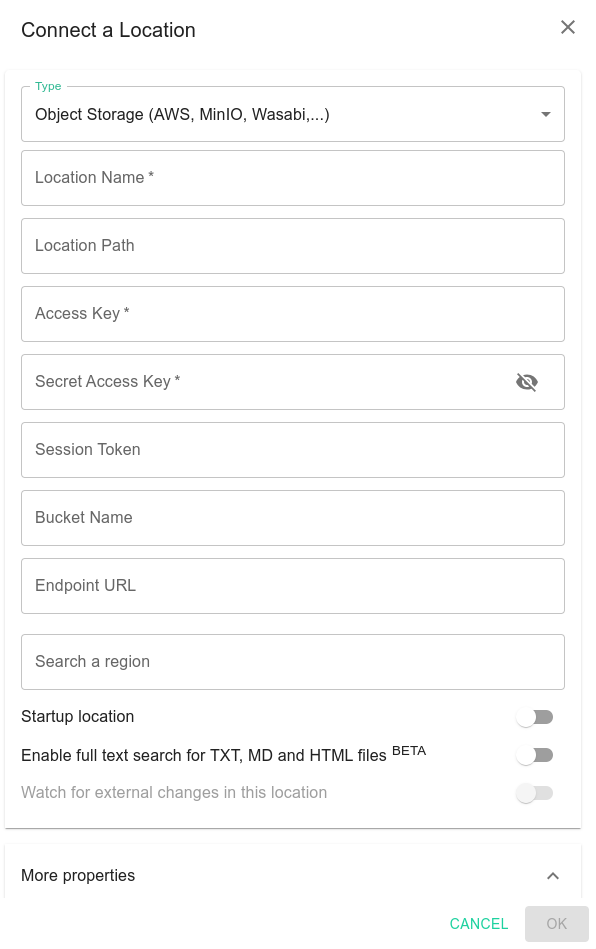 Connect a Location
Type
Object Storage (AWS, MinIO, Wasabi,...)
Location Name *
Location Path
Access Key *
Secret Access Key *
Session Token
Bucket Name
Endpoint URL
Search a region
Startup location
Enable full text search for TXT, MD and HTML files BETA
Watch for external changes in this location
More properties
CANCEL OK